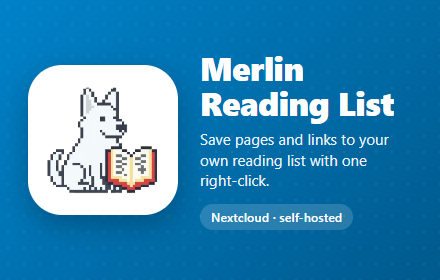 Merlin
Reading List
Save pages and links to your
own reading list with one
right-click.
Nextcloud · self-hosted